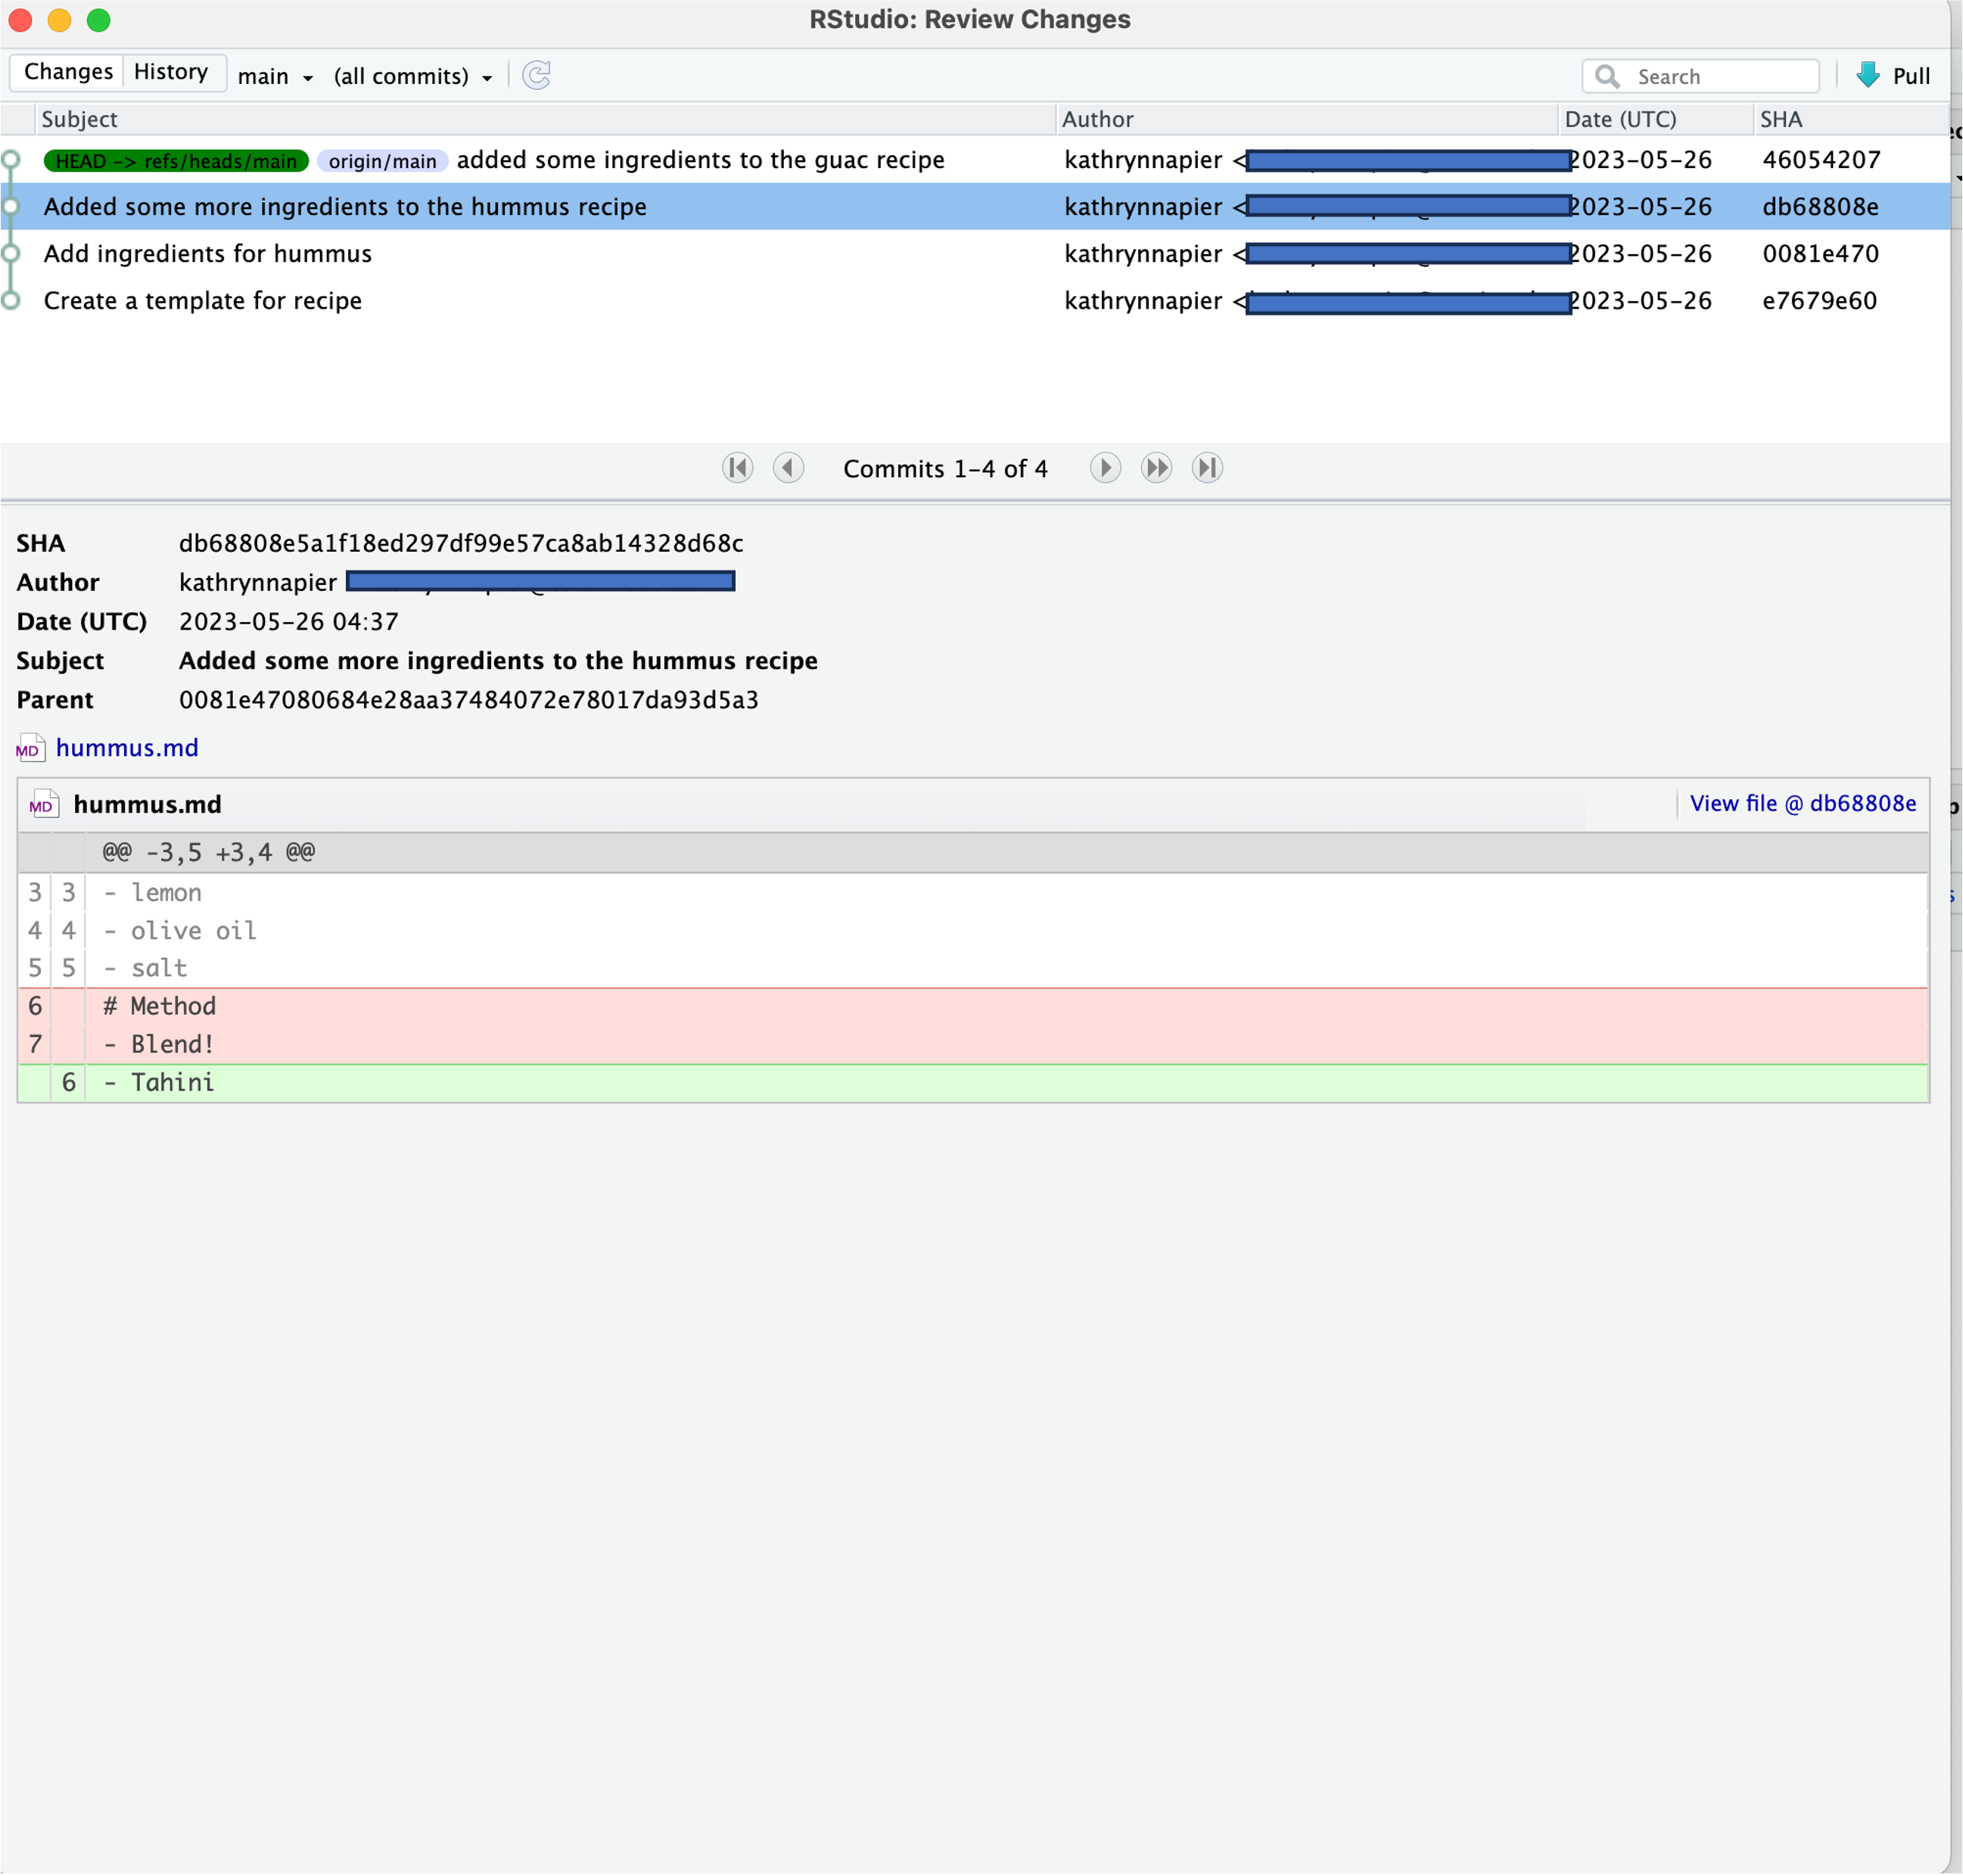 RStudio: Review Changes
Changes History main (all commits) Search Pull
Subject Author Date (UTC) SHA
HEAD -> refs/heads/main origin/main added some ingredients to the guac recipe kathrynnapier < 2023-05-26 46054207
Added some more ingredients to the hummus recipe kathrynnapier < 2023-05-26 db68808e
Add ingredients for hummus kathrynnapier < 2023-05-26 0081e470
Create a template for recipe kathrynnapier < 2023-05-26 e7679e60
Commits 1-4 of 4
SHA db68808e5a1f18ed297df99e57ca8ab14328d68c
Author kathrynnapier
Date (UTC) 2023-05-26 04:37
Subject Added some more ingredients to the hummus recipe
Parent 0081e47080684e28aa37484072e78017da93d5a3
MD hummus.md
MD hummus.md View file @ db68808e
@@ -3,5 +3,4 @@
3 3 - lemon
4 4 - olive oil
5 5 - salt
6 # Method
7 - Blend!
6 - Tahini